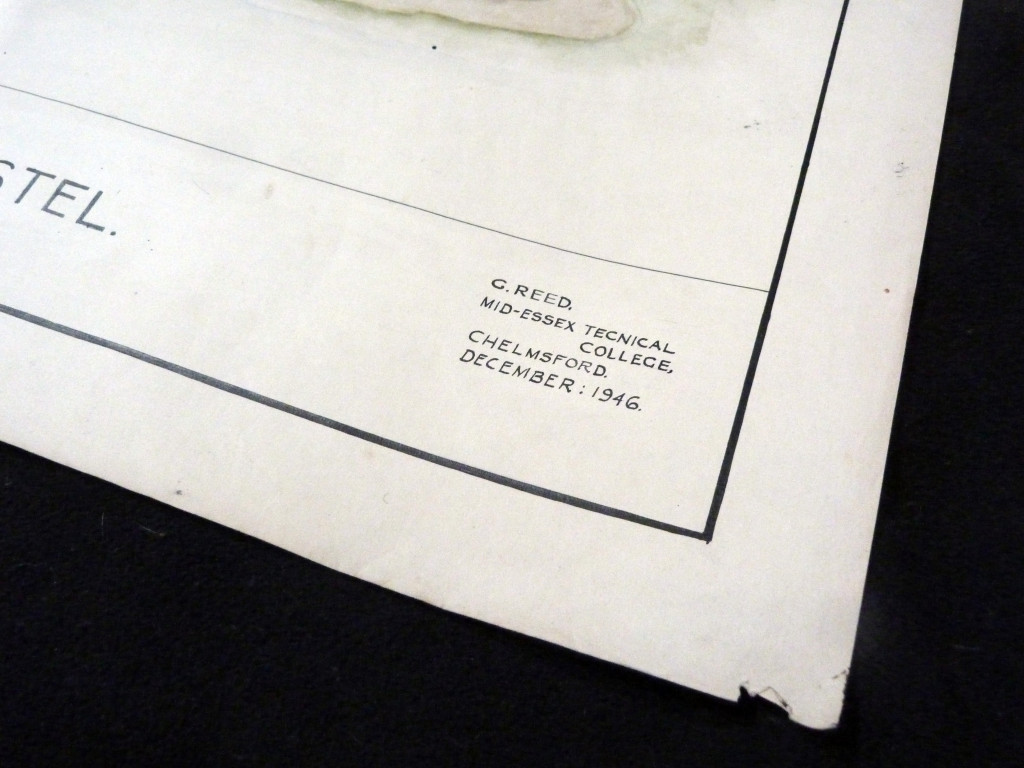 STEL.
G. REED,
MID-ESSEX TECNICAL
COLLEGE,
CHELMSFORD.
DECEMBER: 1946.